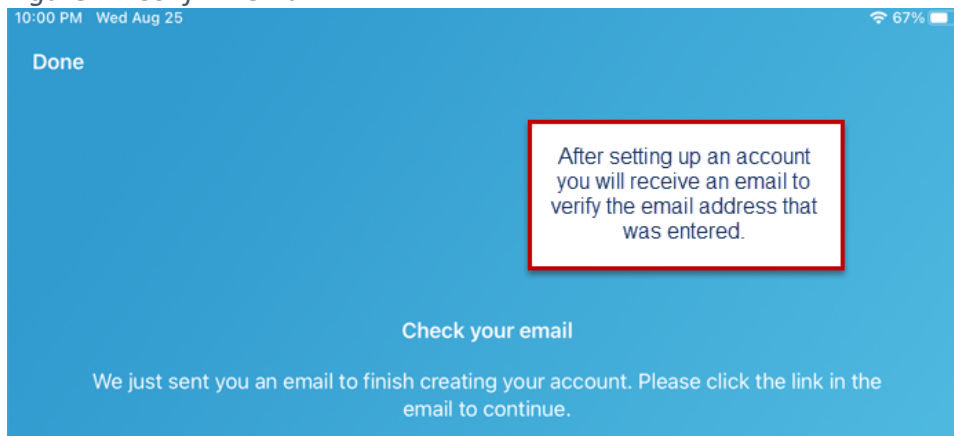 10:00 PM Wed Aug 25
67%
Done
After setting up an account
you will receive an email to
verify the email address that
was entered.
Check your email
We just sent you an email to finish creating your account. Please click the link in the
email to continue.